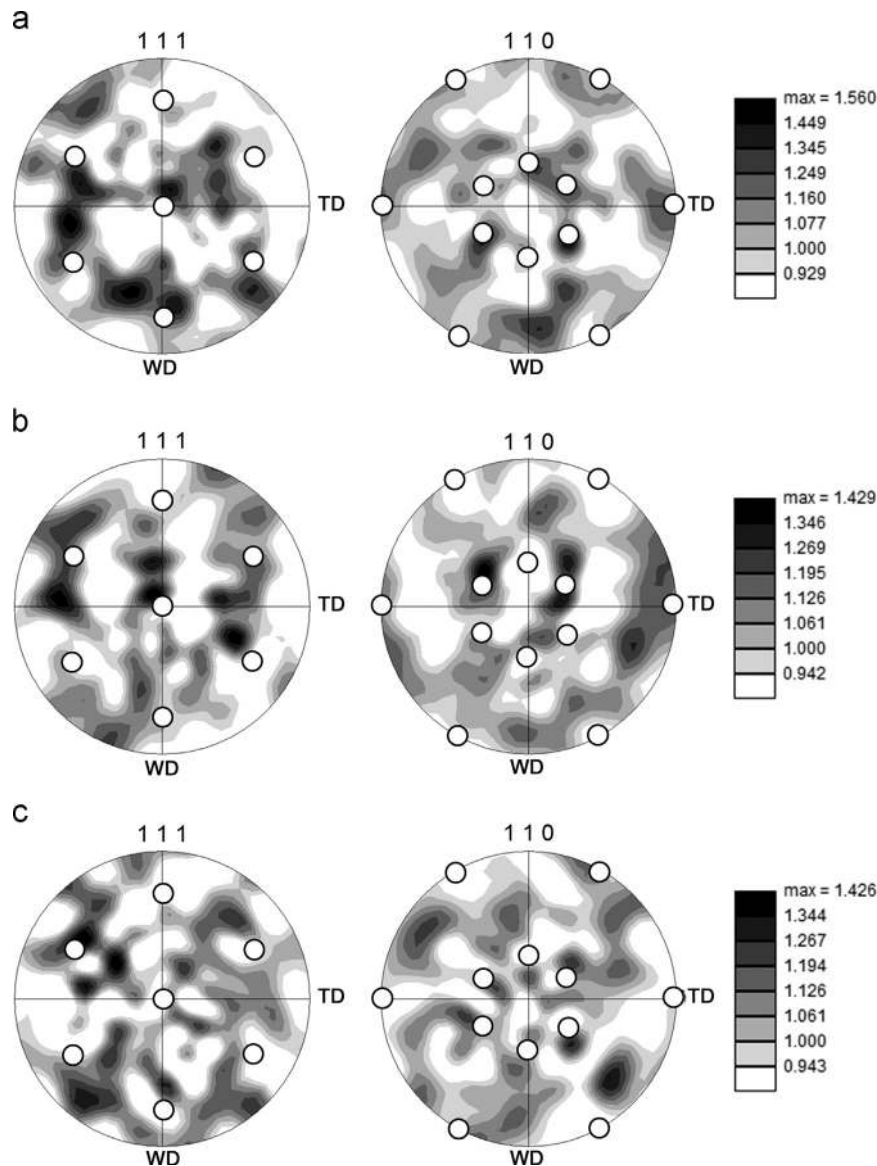 a
1 1 1
1 1 0
TD
TD
WD
WD
max = 1.560
1.449
1.345
1.249
1.160
1.077
1.000
0.929
b
1 1 1
1 1 0
TD
TD
WD
WD
max = 1.429
1.346
1.269
1.195
1.126
1.061
1.000
0.942
c
1 1 1
1 1 0
TD
TD
WD
WD
max = 1.426
1.344
1.267
1.194
1.126
1.061
1.000
0.943